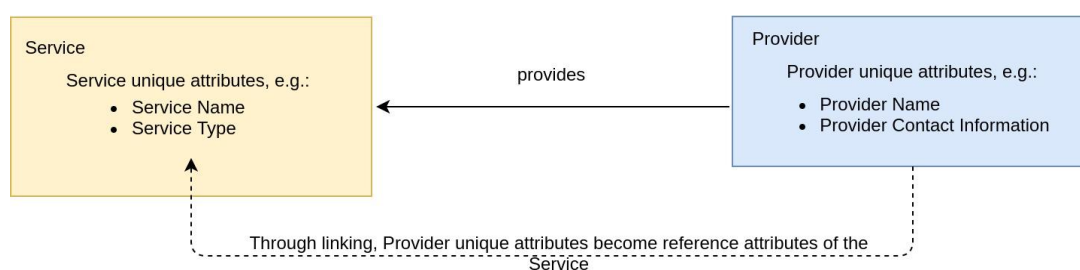 Service
Service unique attributes, e.g.:
• Service Name
• Service Type
provides
Provider
Provider unique attributes, e.g.:
• Provider Name
• Provider Contact Information
Through linking, Provider unique attributes become reference attributes of the
Service